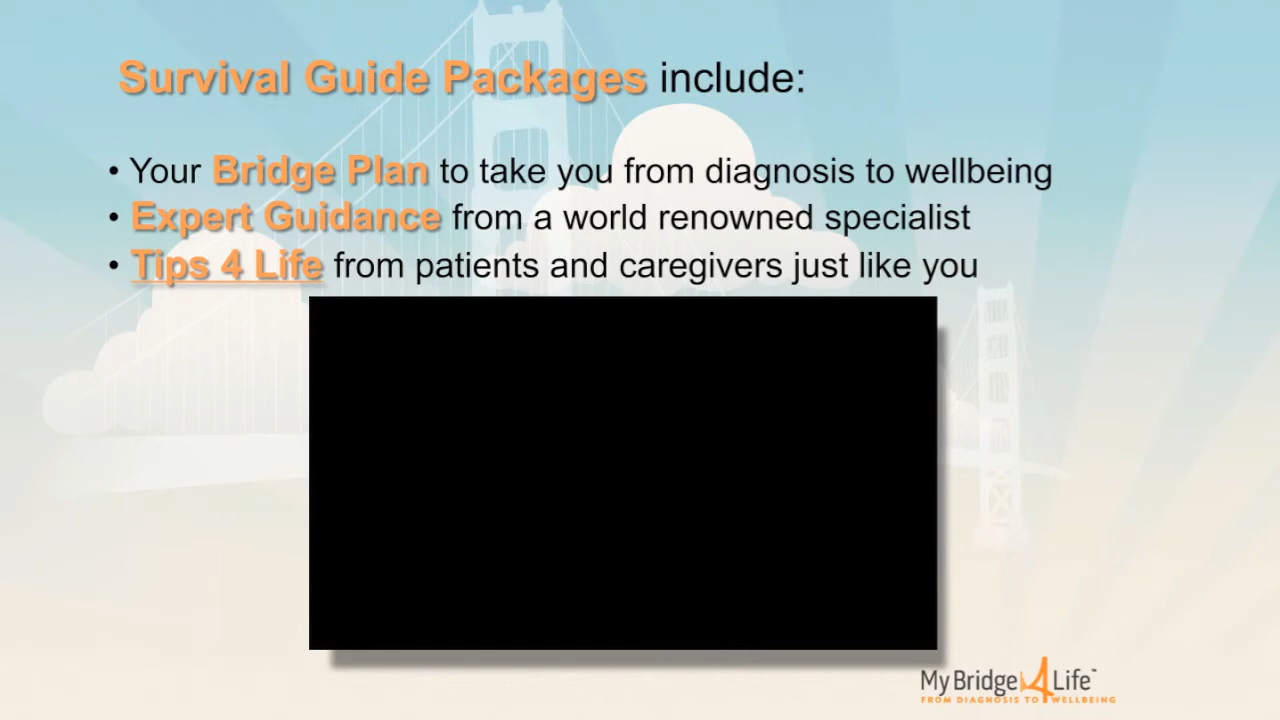 Survival Guide Packages include:
• Your Bridge Plan to take you from diagnosis to wellbeing
• Expert Guidance from a world renowned specialist
• Tips 4 Life from patients and caregivers just like you
My Bridge 4 Life™
FROM DIAGNOSIS TO WELLBEING